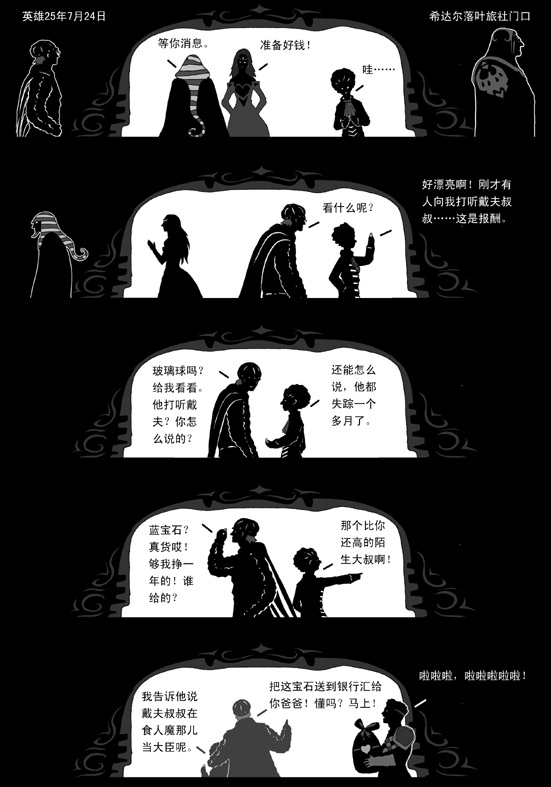 英雄25年7月24日
希达尔落叶旅社门口
等你消息。
准备好钱！
哇……
好漂亮啊！刚才有
人向我打听戴夫叔
叔……这是报酬。
看什么呢？
玻璃球吗？
给我看看。
他打听戴
夫？你怎
么说的？
还能怎么
说，他都
失踪一个
多月了。
蓝宝石？
真货哎！
够我挣一
年的！谁
给的？
那个比你
还高的陌
生大叔啊！
我告诉他说
戴夫叔叔在
食人魔那儿
当大臣呢。
把这宝石送到银行汇给
你爸爸！懂吗？马上！
啦啦啦，啦啦啦啦啦！